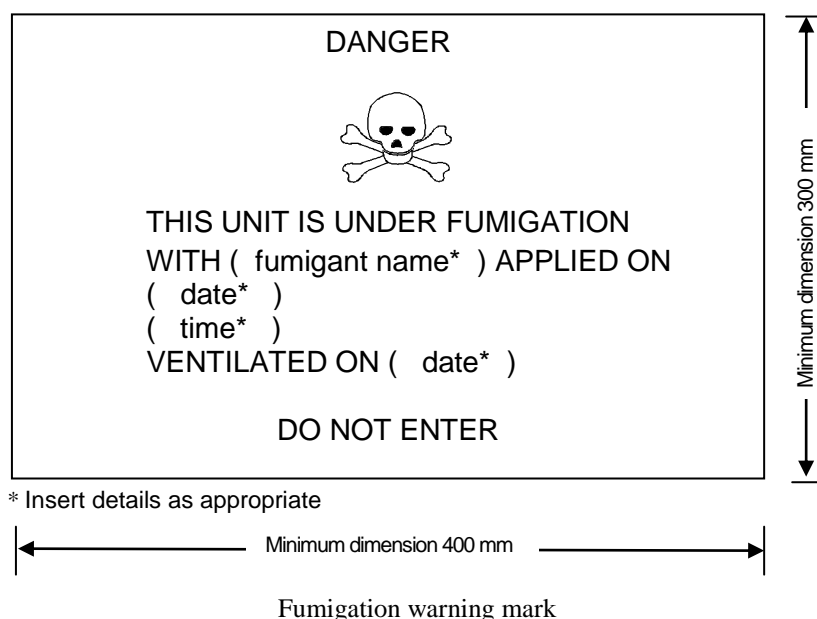 DANGER
THIS UNIT IS UNDER FUMIGATION
WITH ( fumigant name* ) APPLIED ON
( date* )
( time* )
VENTILATED ON ( date* )
DO NOT ENTER
Minimum dimension 300 mm
* Insert details as appropriate
Minimum dimension 400 mm
Fumigation warning mark